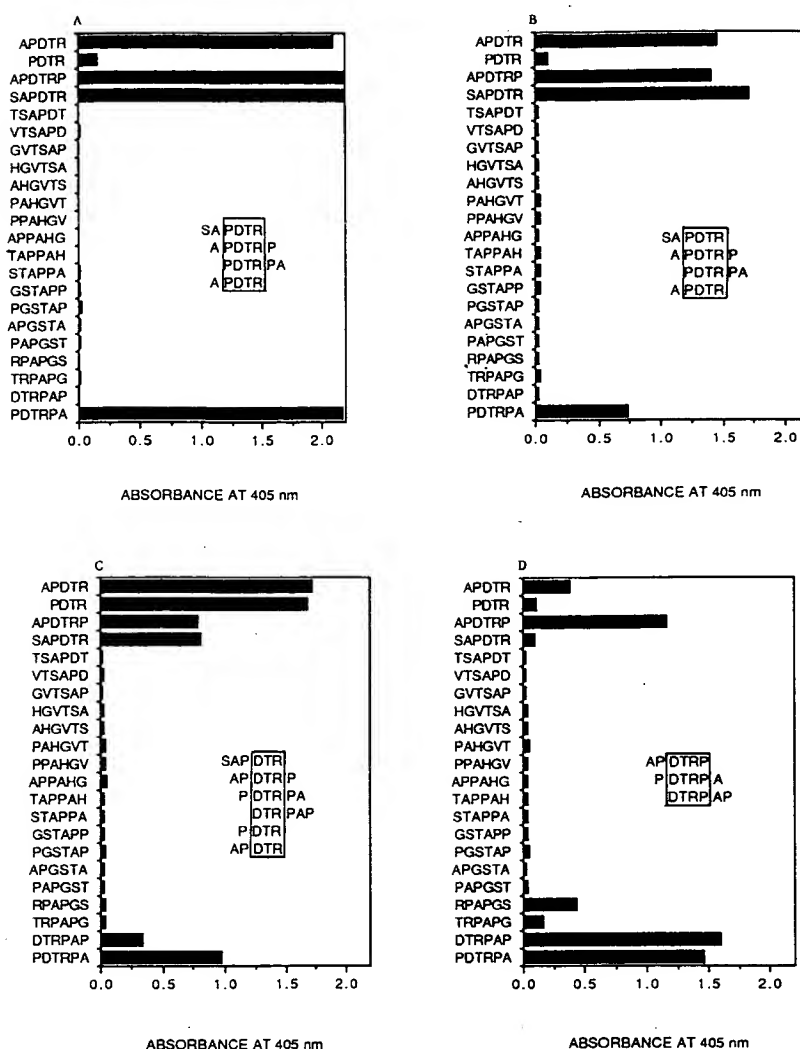 A
APDTR
PDTR
APDTRP
SAPDTR
TSAPDT
VTSAPD
GVTSAP
HGVTSA
AHGVTS
PAHGVT
PPAHGV
APPAHG
TAPPAH
STAPPA
GSTAPP
PGSTAP
APGSTA
PAPGST
RPAPGS
TRPAPG
DTRPAP
PDTRPA
SA PDTR
A PDTR P
PDTR PA
A PDTR
0.0 0.5 1.0 1.5 2.0
ABSORBANCE AT 405 nm
B
APDTR
PDTR
APDTRP
SAPDTR
TSAPDT
VTSAPD
GVTSAP
HGVTSA
AHGVTS
PAHGVT
PPAHGV
APPAHG
TAPPAH
STAPPA
GSTAPP
PGSTAP
APGSTA
PAPGST
RPAPGS
TRPAPG
DTRPAP
PDTRPA
SA PDTR
A PDTR P
PDTR PA
A PDTR
0.0 0.5 1.0 1.5 2.0
ABSORBANCE AT 405 nm
C
APDTR
PDTR
APDTRP
SAPDTR
TSAPDT
VTSAPD
GVTSAP
HGVTSA
AHGVTS
PAHGVT
PPAHGV
APPAHG
TAPPAH
STAPPA
GSTAPP
PGSTAP
APGSTA
PAPGST
RPAPGS
TRPAPG
DTRPAP
PDTRPA
SAP DTR
AP DTR P
P DTR PA
DTR PAP
P DTR
AP DTR
0.0 0.5 1.0 1.5 2.0
ABSORBANCE AT 405 nm
D
APDTR
PDTR
APDTRP
SAPDTR
TSAPDT
VTSAPD
GVTSAP
HGVTSA
AHGVTS
PAHGVT
PPAHGV
APPAHG
TAPPAH
STAPPA
GSTAPP
PGSTAP
APGSTA
PAPGST
RPAPGS
TRPAPG
DTRPAP
PDTRPA
AP DTRP
P DTRP A
DTRP AP
0.0 0.5 1.0 1.5 2.0
ABSORBANCE AT 405 nm